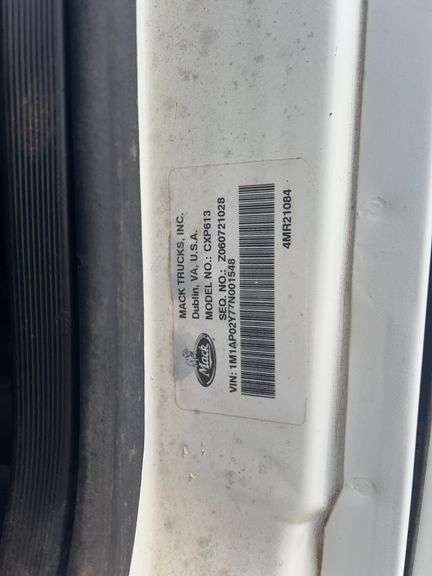 MACK TRUCKS, INC.
Dublin, VA, U.S.A.
MODEL NO.: CXP613
SEQ. NO.: Z060721028
Mack
VIN: 1M1AP02Y77N001548
4MR21084